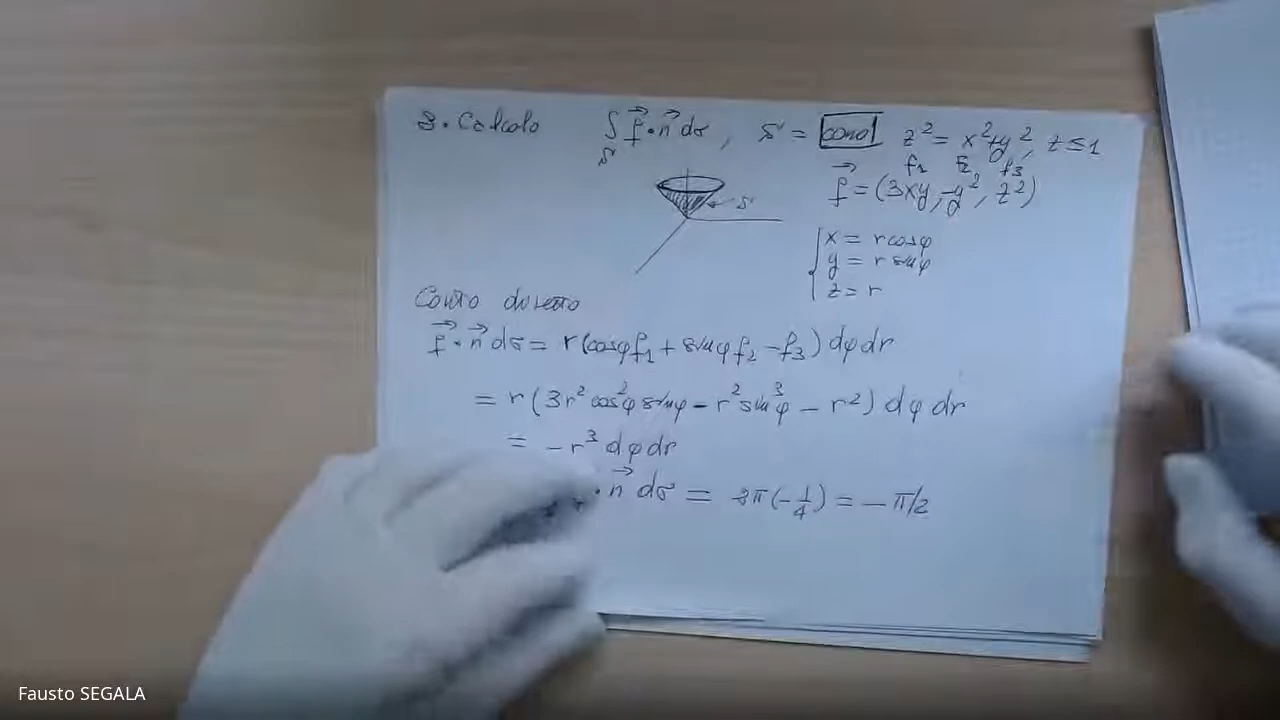 3. Calcolo ∫_S f⃗ · n⃗ dσ , S = cono z² = x²+y², z ≤ 1
f⃗ = (3xy, -y², z²)
f1 f2 f3
S
x = r cosφ
y = r sinφ
z = r
Conto diretto
f⃗ · n⃗ dσ = r(cosφ f1 + sinφ f2 - f3) dφ dr
= r (3r² cos²φ sinφ - r² sin³φ - r²) dφ dr
= -r³ dφ dr
· n⃗ dσ = 2π(-1/4) = -π/2
Fausto SEGALA